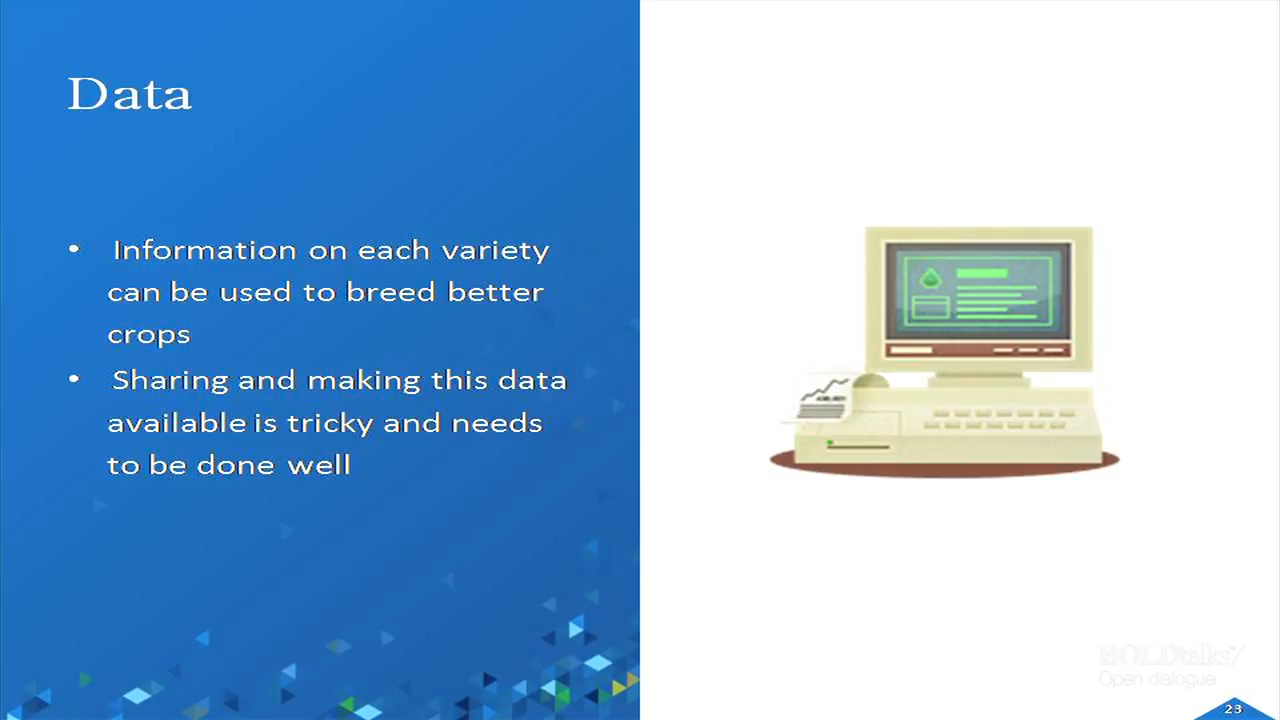 Data
• Information on each variety
can be used to breed better
crops
• Sharing and making this data
available is tricky and needs
to be done well
BOLDtalks7
Open dialogue
23